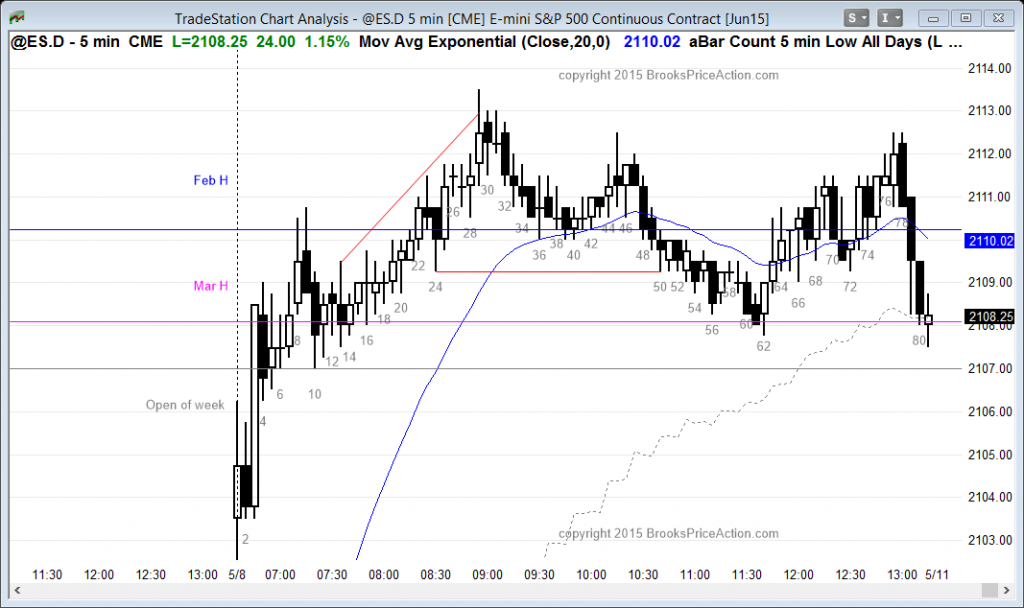 TradeStation Chart Analysis - @ES.D 5 min [CME] E-mini S&P 500 Continuous Contract [Jun15]
S I
@ES.D - 5 min CME L=2108.25 24.00 1.15% Mov Avg Exponential (Close,20,0) 2110.02 aBar Count 5 min Low All Days (L ...
copyright 2015 BrooksPriceAction.com
2114.00
2113.00
2112.00
Feb H
2111.00
2110.02
Mar H
2109.00
2108.25
2108.00
2107.00
Open of week
2106.00
2105.00
2104.00
copyright 2015 BrooksPriceAction.com
2103.00
2 4 6 8 10 12 14 16 18 20 22 24 26 28 30 32 34 36 38 40 42 44 46 48 50 52 54 56 58 60 62 64 66 68 70 72 74 76 78 80
11:30 12:00 12:30 13:00 5/8 07:00 07:30 08:00 08:30 09:00 09:30 10:00 10:30 11:00 11:30 12:00 12:30 13:00 5/11